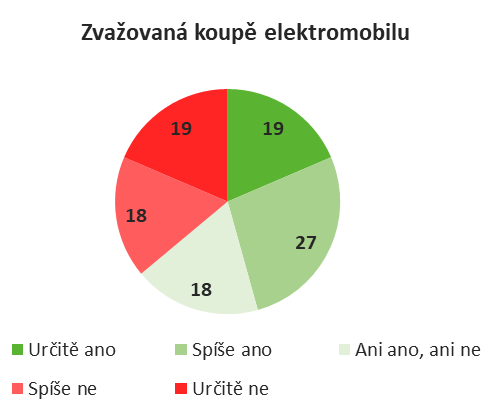 Zvažovaná koupě elektromobilu
19
19
18
27
18
Určitě ano
Spíše ano
Ani ano, ani ne
Spíše ne
Určitě ne